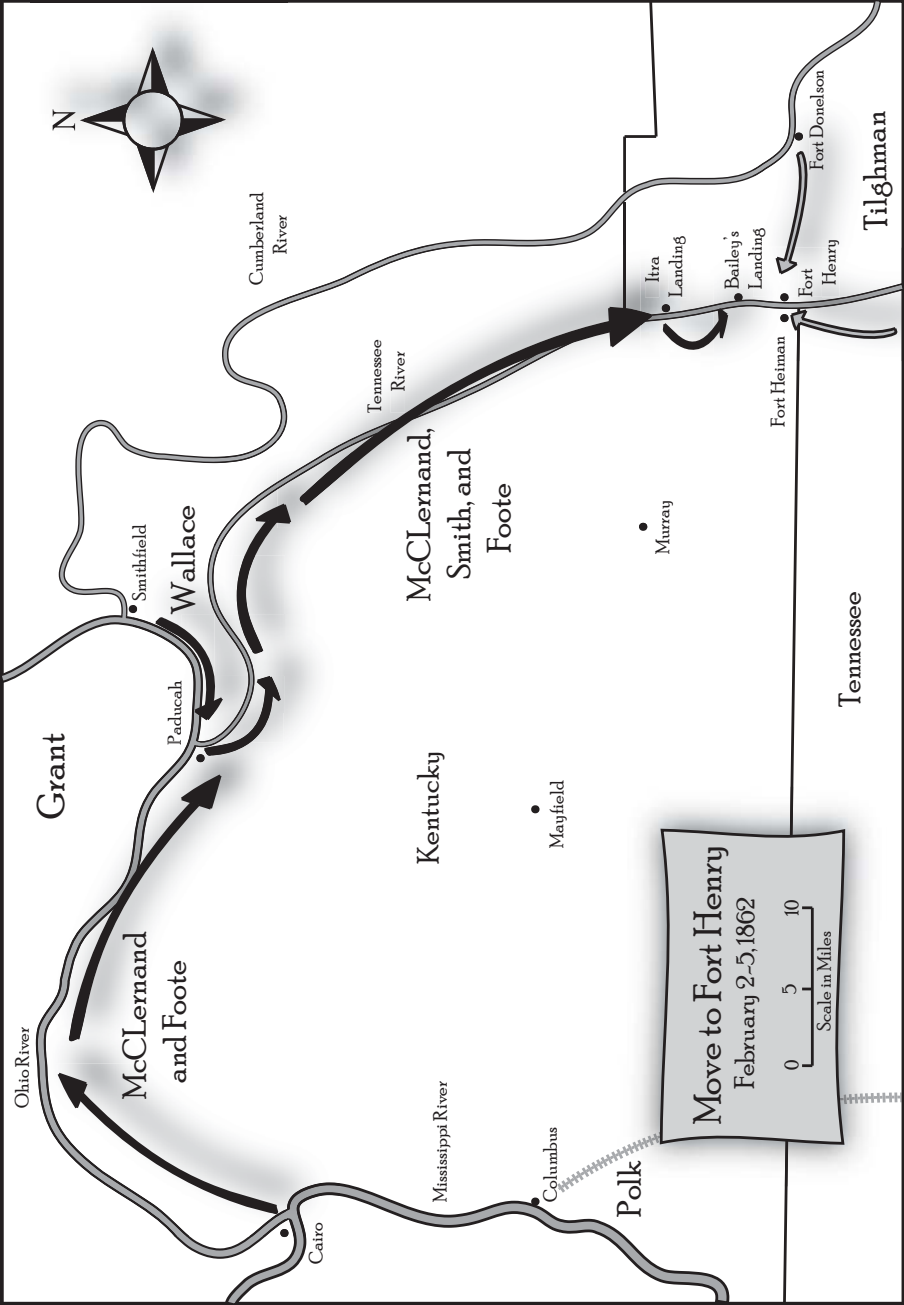 N
Grant
Ohio River
McCLernand
and Foote
Cairo
Paducah
Smithfield
Wallace
Cumberland
River
Tennessee
River
McCLernand,
Smith, and
Foote
Kentucky
Mississippi River
Columbus
Polk
Mayfield
Murray
Itra
Landing
Bailey's
Landing
Fort
Henry
Fort Heiman
Fort Donelson
Tilghman
Tennessee
Move to Fort Henry
February 2-5, 1862
0 5 10
Scale in Miles